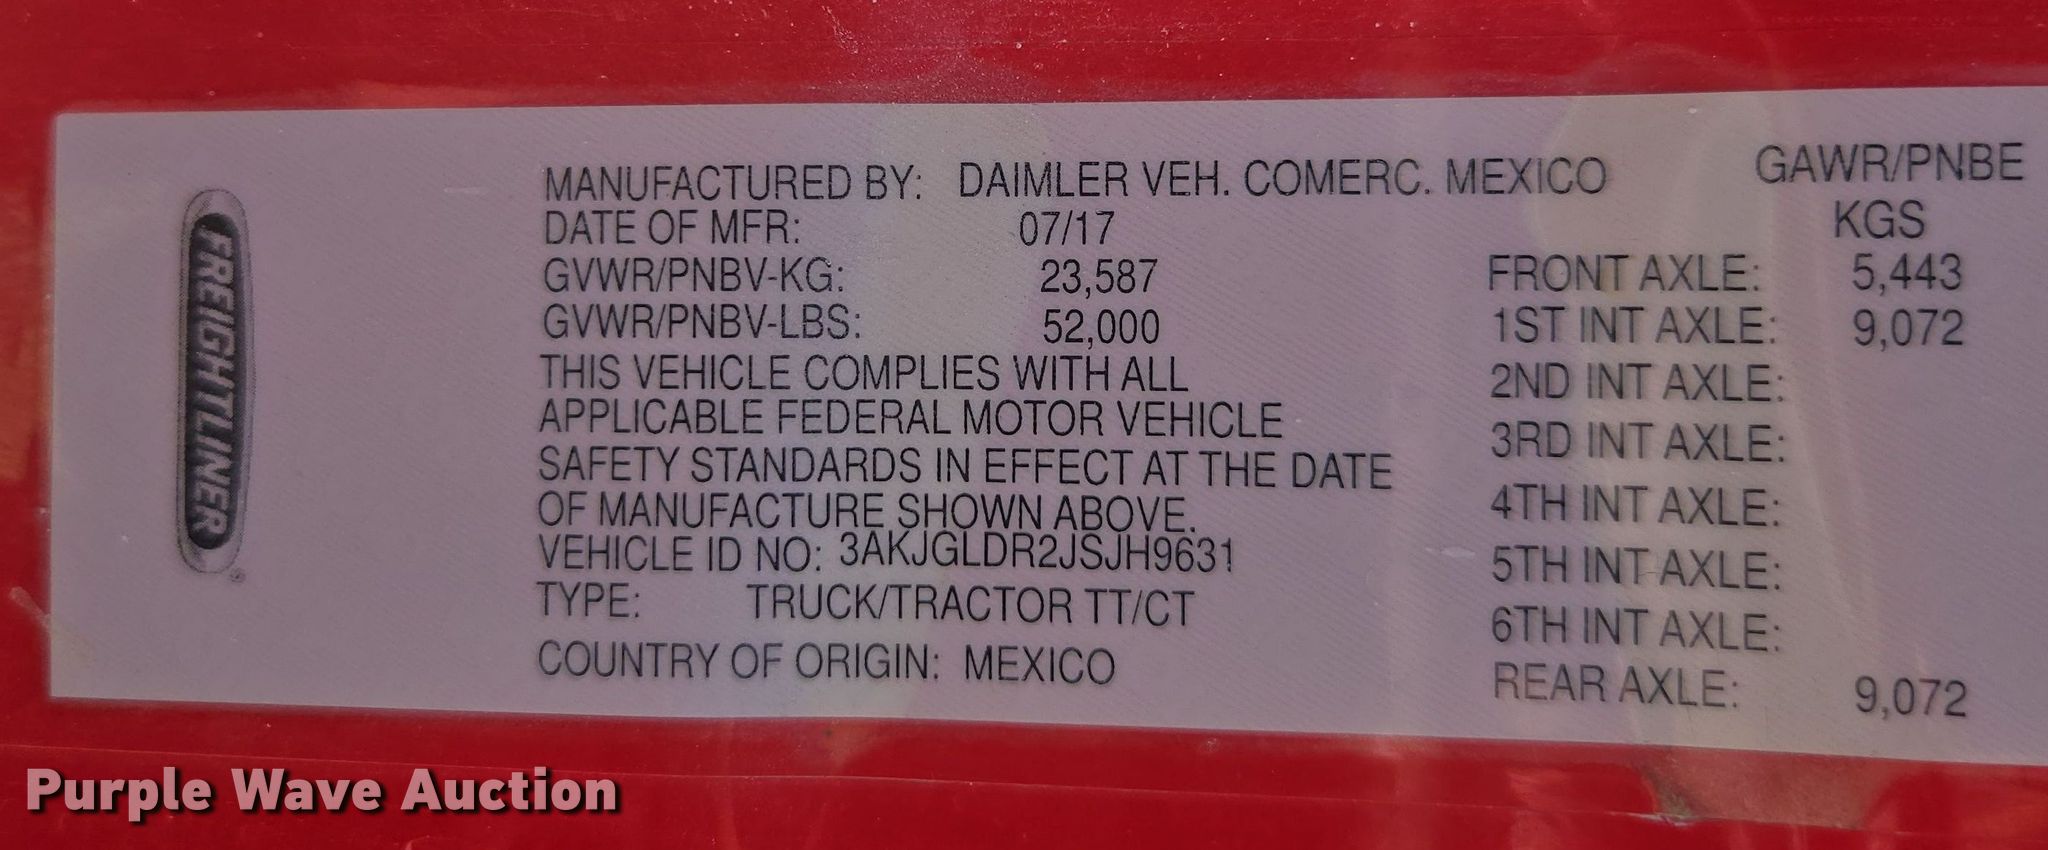 FREIGHTLINER
MANUFACTURED BY: DAIMLER VEH. COMERC. MEXICO
DATE OF MFR: 07/17
GVWR/PNBV-KG: 23,587
GVWR/PNBV-LBS: 52,000
THIS VEHICLE COMPLIES WITH ALL
APPLICABLE FEDERAL MOTOR VEHICLE
SAFETY STANDARDS IN EFFECT AT THE DATE
OF MANUFACTURE SHOWN ABOVE.
VEHICLE ID NO: 3AKJGLDR2JSJH9631
TYPE: TRUCK/TRACTOR TT/CT
COUNTRY OF ORIGIN: MEXICO
GAWR/PNBE
KGS
FRONT AXLE: 5,443
1ST INT AXLE: 9,072
2ND INT AXLE:
3RD INT AXLE:
4TH INT AXLE:
5TH INT AXLE:
6TH INT AXLE:
REAR AXLE: 9,072
Purple Wave Auction